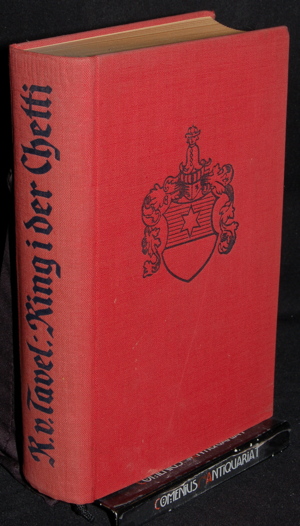 R. v. Tavel: Ring i der Chetti
COMENIUS ANTIQUARIAT